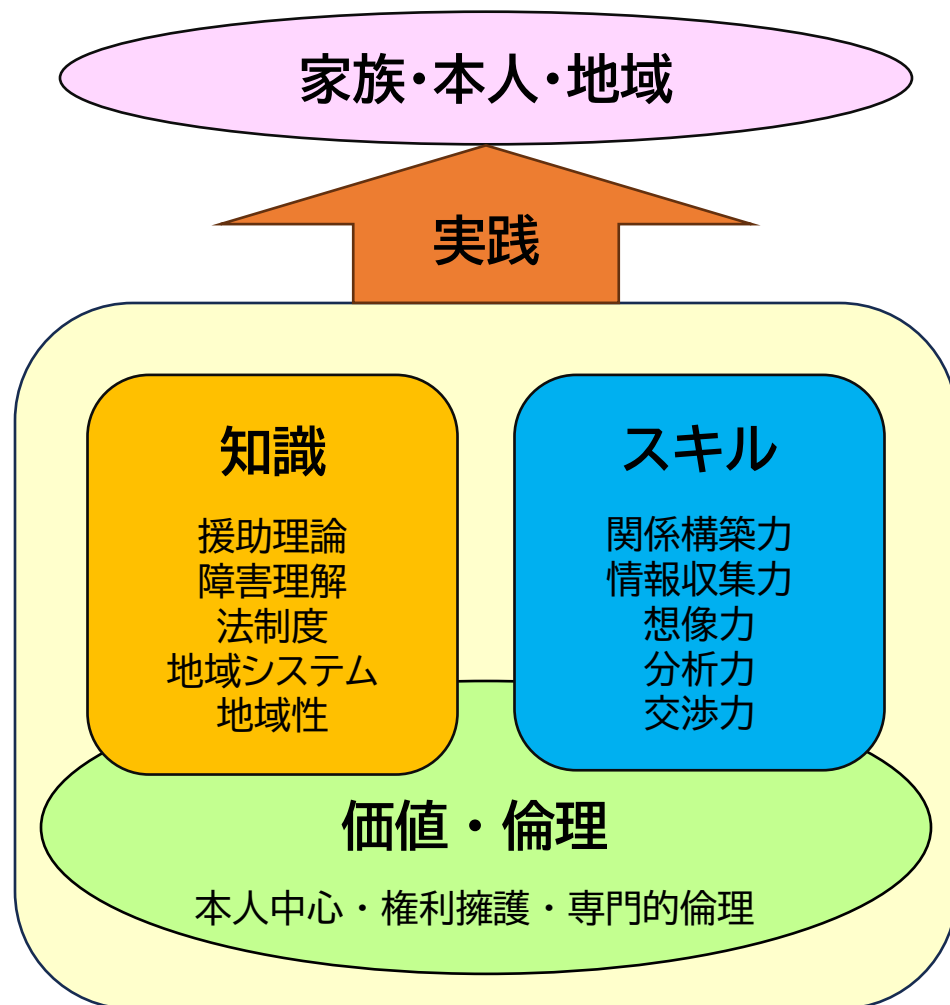 家族・本人・地域
実践
知識
援助理論
障害理解
法制度
地域システム
地域性
スキル
関係構築力
情報収集力
想像力
分析力
交渉力
価値・倫理
本人中心・権利擁護・専門的倫理